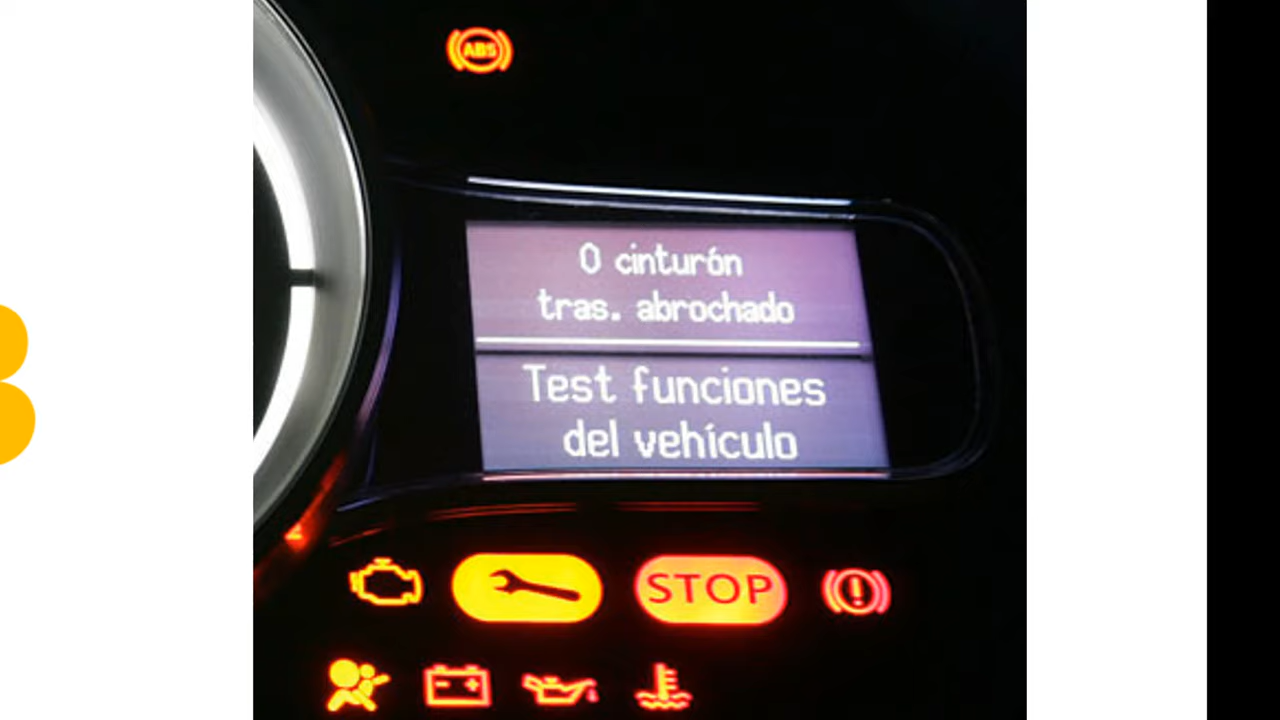 ABS
0 cinturón
tras. abrochado
Test funciones
del vehículo
STOP